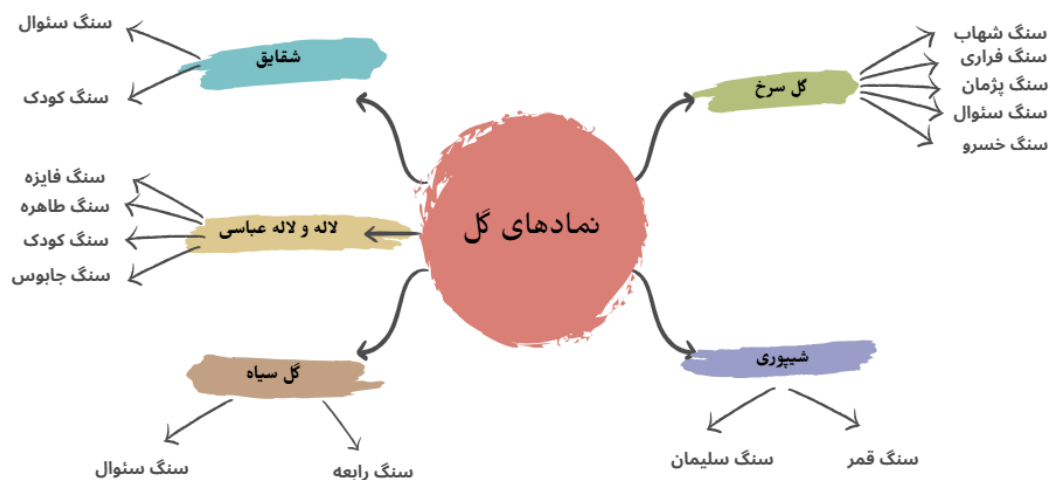 نمادهای گل
گل سرخ
سنگ شهاب
سنگ فراری
سنگ پژمان
سنگ سئوال
سنگ خسرو
شیپوری
سنگ قمر
سنگ سلیمان
شقایق
سنگ سئوال
سنگ کودک
لاله و لاله عباسی
سنگ فایزه
سنگ طاهره
سنگ کودک
سنگ جابوس
گل سیاه
سنگ رابعه
سنگ سئوال